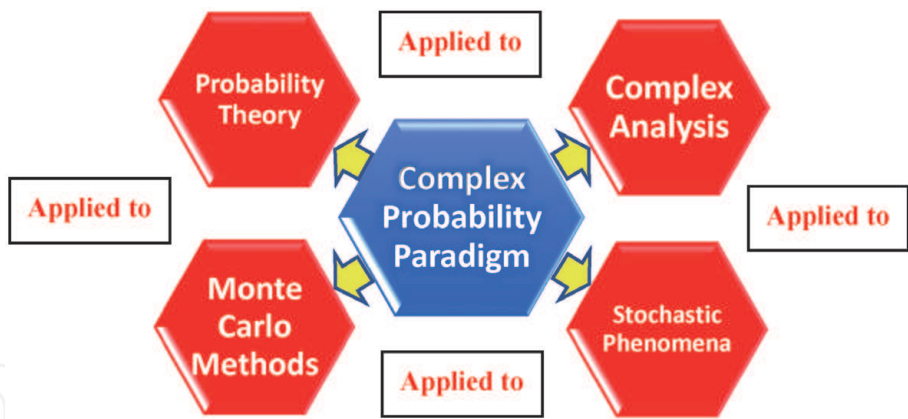 Applied to
Probability
Theory
Complex
Analysis
Complex
Probability
Paradigm
Applied to
Applied to
Monte
Carlo
Methods
Stochastic
Phenomena
Applied to